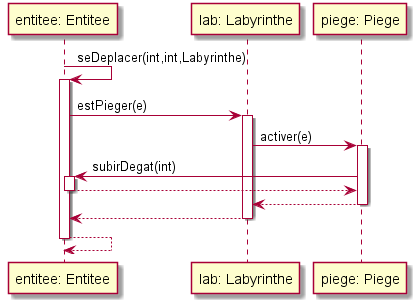 entitee: Entitee
lab: Labyrinthe
piege: Piege
seDeplacer(int,int,Labyrinthe)
estPieger(e)
activer(e)
subirDegat(int)
entitee: Entitee
lab: Labyrinthe
piege: Piege